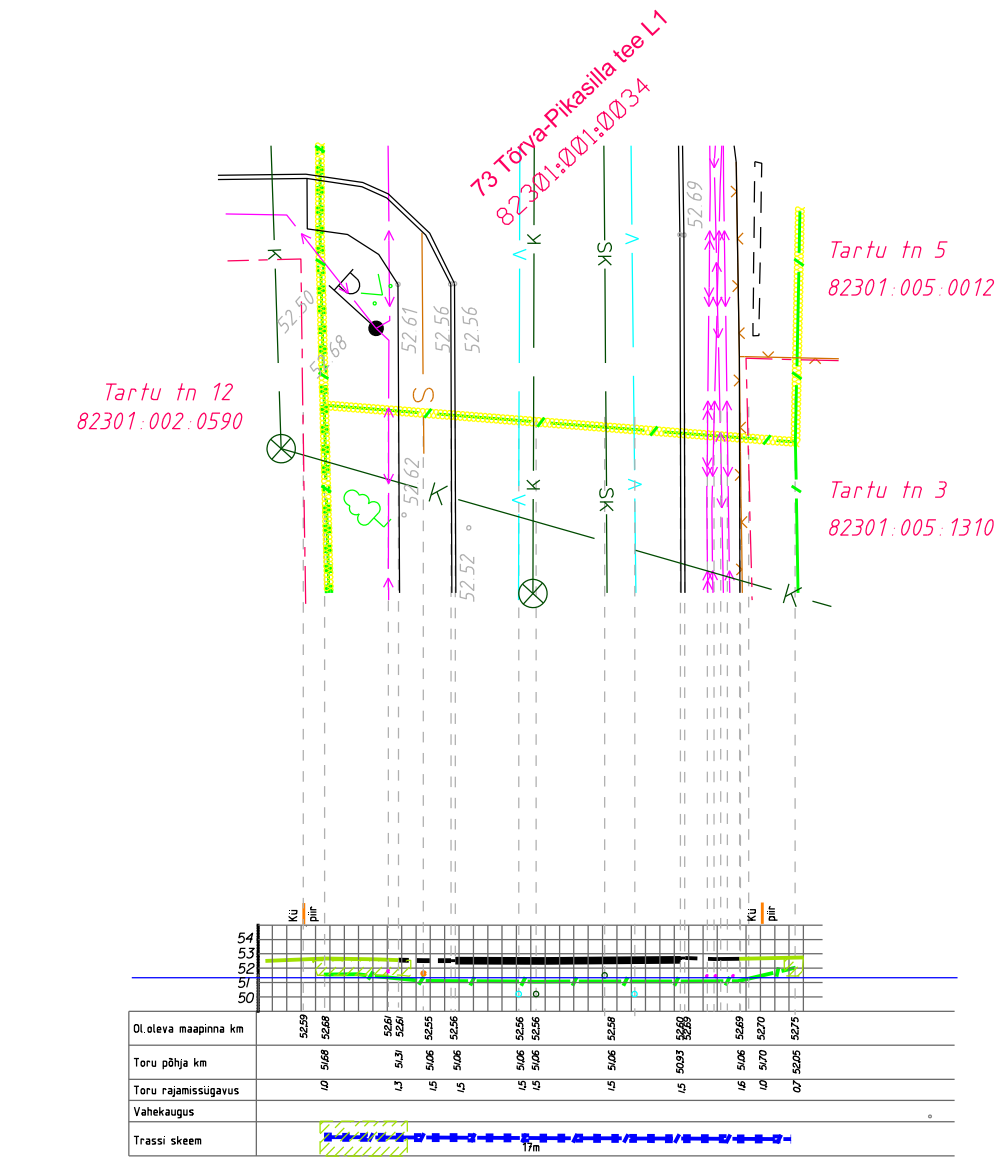 73 Tõrva-Pikasilla tee L1
82301:001:0034
Tartu tn 5
82301:005:0012
Tartu tn 12
82301:002:0590
Tartu tn 3
82301:005:1310
K
K
SK
V
V
52.69
52.50
52.68
52.61
52.56
52.56
S
52.62
K
V
K
SK
V
52.52
K
Kü piir
Kü piir
54
53
52
51
50
Ol.oleva maapinna km 52.59 52.68 52.61 52.61 52.55 52.56 52.56 52.56 52.58 52.60 52.69 52.69 52.70 52.75
Toru põhja km 51.68 51.31 51.06 51.06 51.06 51.06 51.06 50.93 51.06 51.70 52.05
Toru rajamissügavus 1.0 1.3 1.5 1.5 1.5 1.5 1.5 1.5 1.6 1.0 0.7
Vahekaugus
Trassi skeem
17m